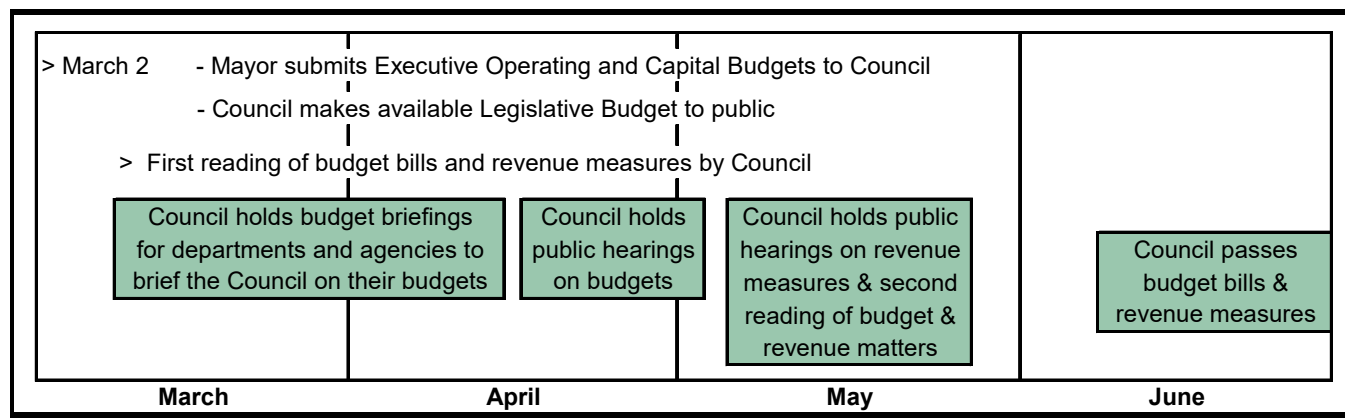 > March 2 - Mayor submits Executive Operating and Capital Budgets to Council
- Council makes available Legislative Budget to public
> First reading of budget bills and revenue measures by Council
Council holds budget briefings
for departments and agencies to
brief the Council on their budgets
Council holds
public hearings
on budgets
Council holds public
hearings on revenue
measures & second
reading of budget &
revenue matters
Council passes
budget bills &
revenue measures
March April May June